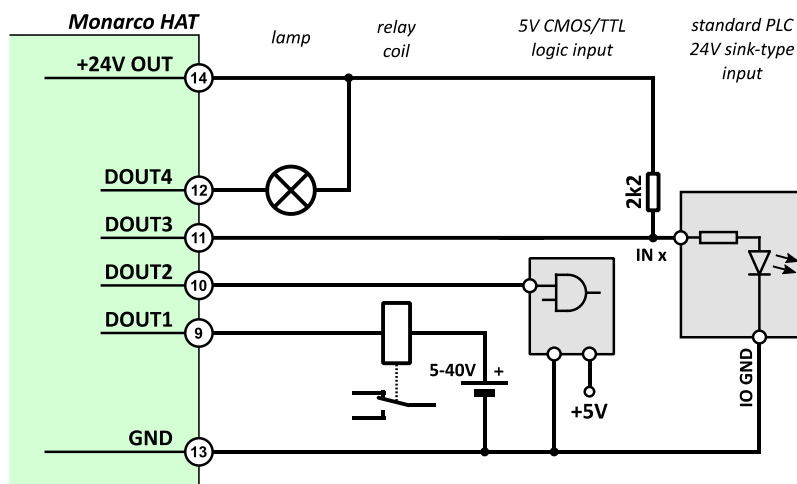 Monarco HAT
lamp
relay
coil
5V CMOS/TTL
logic input
standard PLC
24V sink-type
input
+24V OUT
14
DOUT4
12
2k2
DOUT3
11
IN x
DOUT2
10
DOUT1
9
5-40V
+
+5V
IO GND
GND
13